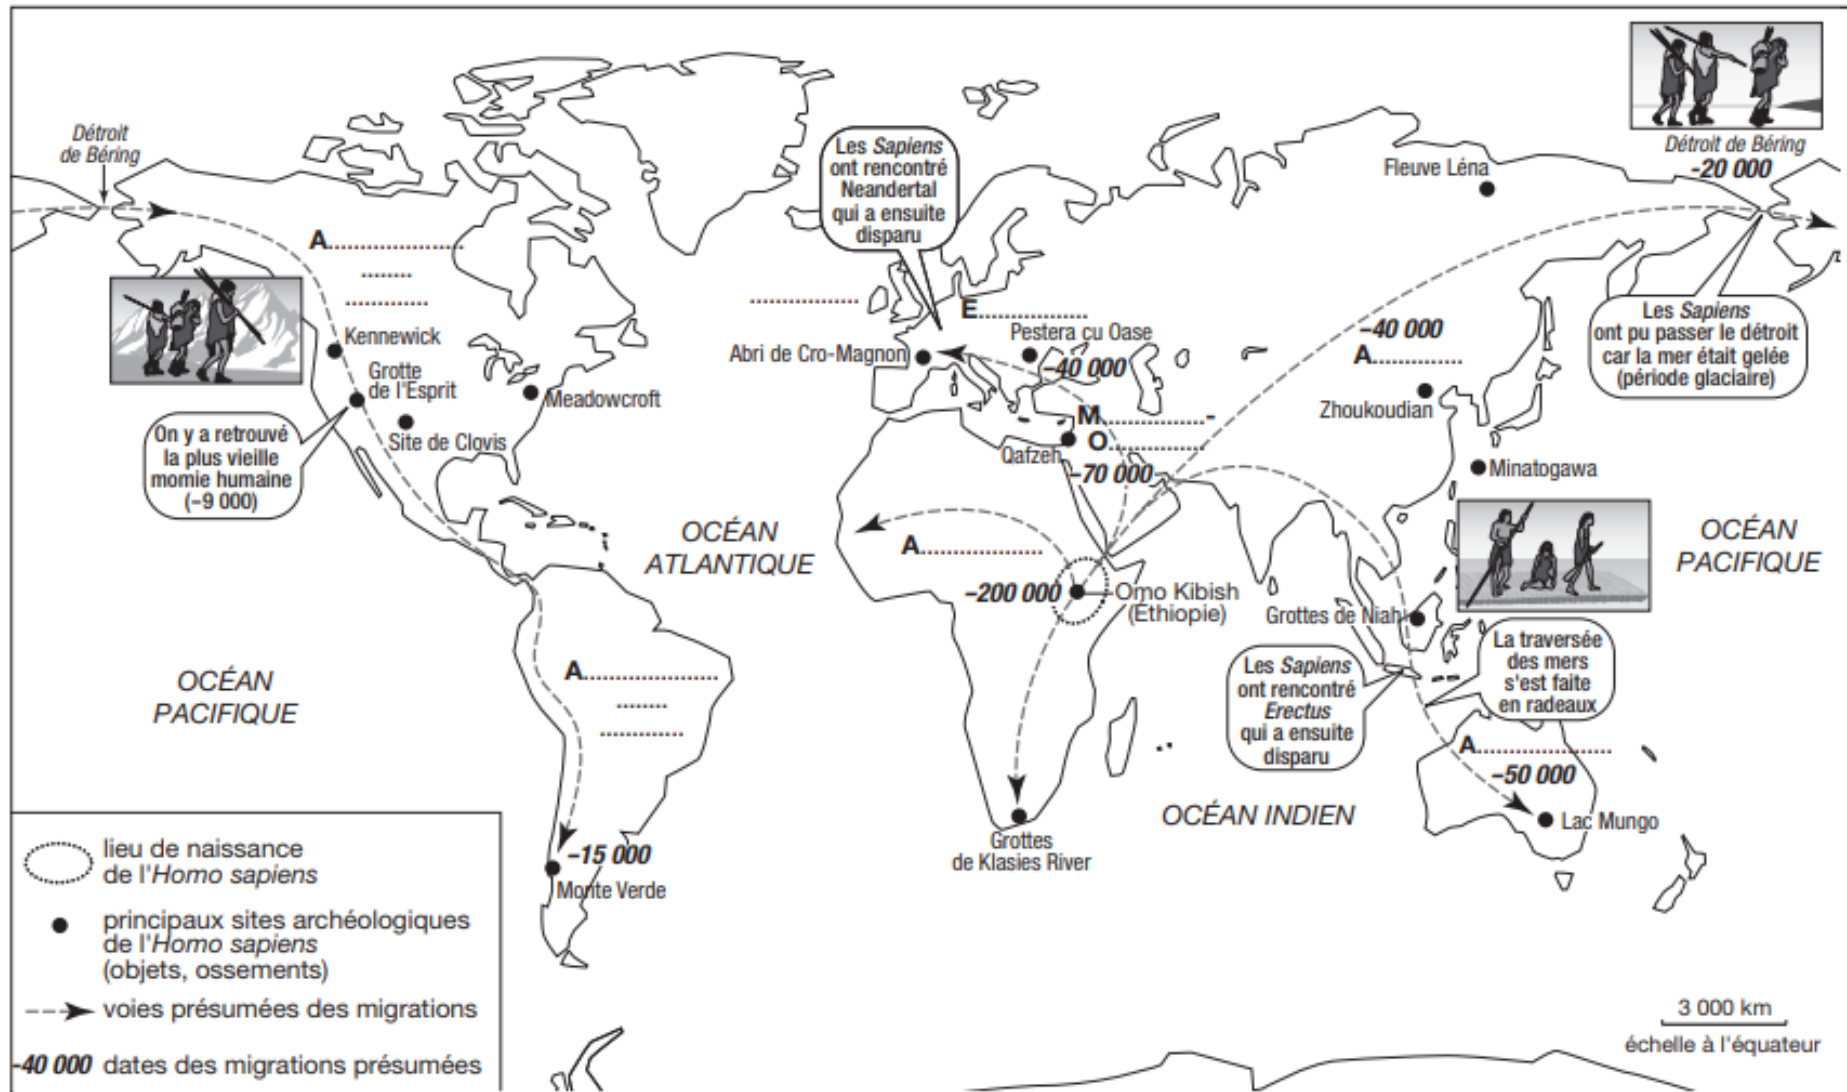 Détroit
de Béring
A......................
........
..............
Kennewick
Grotte
de l'Esprit
Meadowcroft
Site de Clovis
On y a retrouvé
la plus vieille
momie humaine
(–9 000)
Les Sapiens
ont rencontré
Neandertal
qui a ensuite
disparu
..................
E..................
Pestera cu Oase
Abri de Cro-Magnon
–40 000
M.................-
O...............
Qafzeh
–70 000
Fleuve Léna
Détroit de Béring
-20 000
Les Sapiens
ont pu passer le détroit
car la mer était gelée
(période glaciaire)
–40 000
A..............
Zhoukoudian
Minatogawa
OCÉAN
ATLANTIQUE
OCÉAN
PACIFIQUE
A....................
–200 000
Omo Kibish
(Éthiopie)
Grottes de Niah
La traversée
des mers
s'est faite
en radeaux
Les Sapiens
ont rencontré
Erectus
qui a ensuite
disparu
OCÉAN
PACIFIQUE
A......................
........
..............
A......................
–50 000
Lac Mungo
OCÉAN INDIEN
Grottes
de Klasies River
–15 000
Monte Verde
lieu de naissance
de l'Homo sapiens
principaux sites archéologiques
de l'Homo sapiens
(objets, ossements)
voies présumées des migrations
-40 000 dates des migrations présumées
3 000 km
échelle à l'équateur